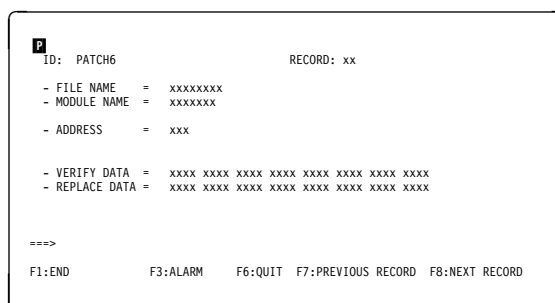 P
ID: PATCH6 RECORD: xx
- FILE NAME = xxxxxxxx
- MODULE NAME = xxxxxxx
- ADDRESS = xxx
- VERIFY DATA = xxxx xxxx xxxx xxxx xxxx xxxx xxxx xxxx
- REPLACE DATA = xxxx xxxx xxxx xxxx xxxx xxxx xxxx xxxx
===>
F1:END F3:ALARM F6:QUIT F7:PREVIOUS RECORD F8:NEXT RECORD